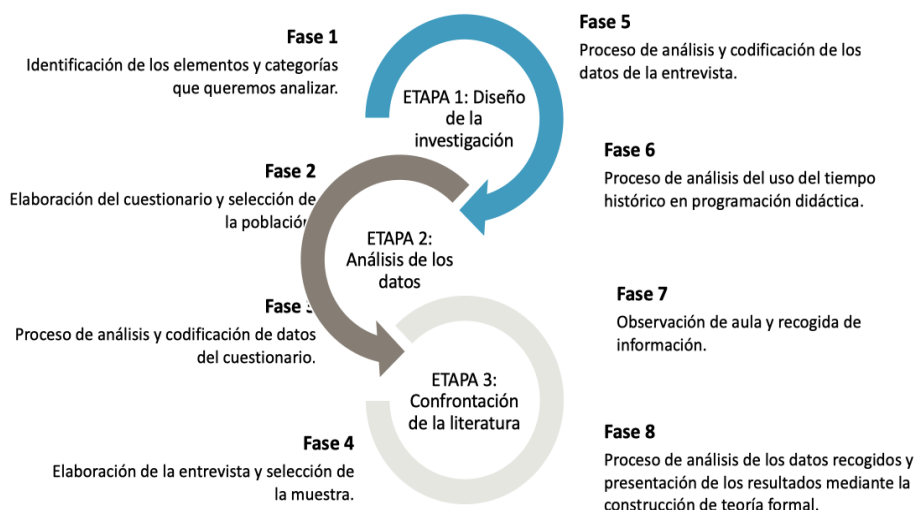 Fase 1
Identificación de los elementos y categorías
que queremos analizar.
Fase 2
Elaboración del cuestionario y selección de
la población
Fase 3
Proceso de análisis y codificación de datos
del cuestionario.
Fase 4
Elaboración de la entrevista y selección de
la muestra.
ETAPA 1: Diseño
de la
investigación
ETAPA 2:
Análisis de los
datos
ETAPA 3:
Confrontación
de la literatura
Fase 5
Proceso de análisis y codificación de los
datos de la entrevista.
Fase 6
Proceso de análisis del uso del tiempo
histórico en programación didáctica.
Fase 7
Observación de aula y recogida de
información.
Fase 8
Proceso de análisis de los datos recogidos y
presentación de los resultados mediante la
construcción de teoría formal.